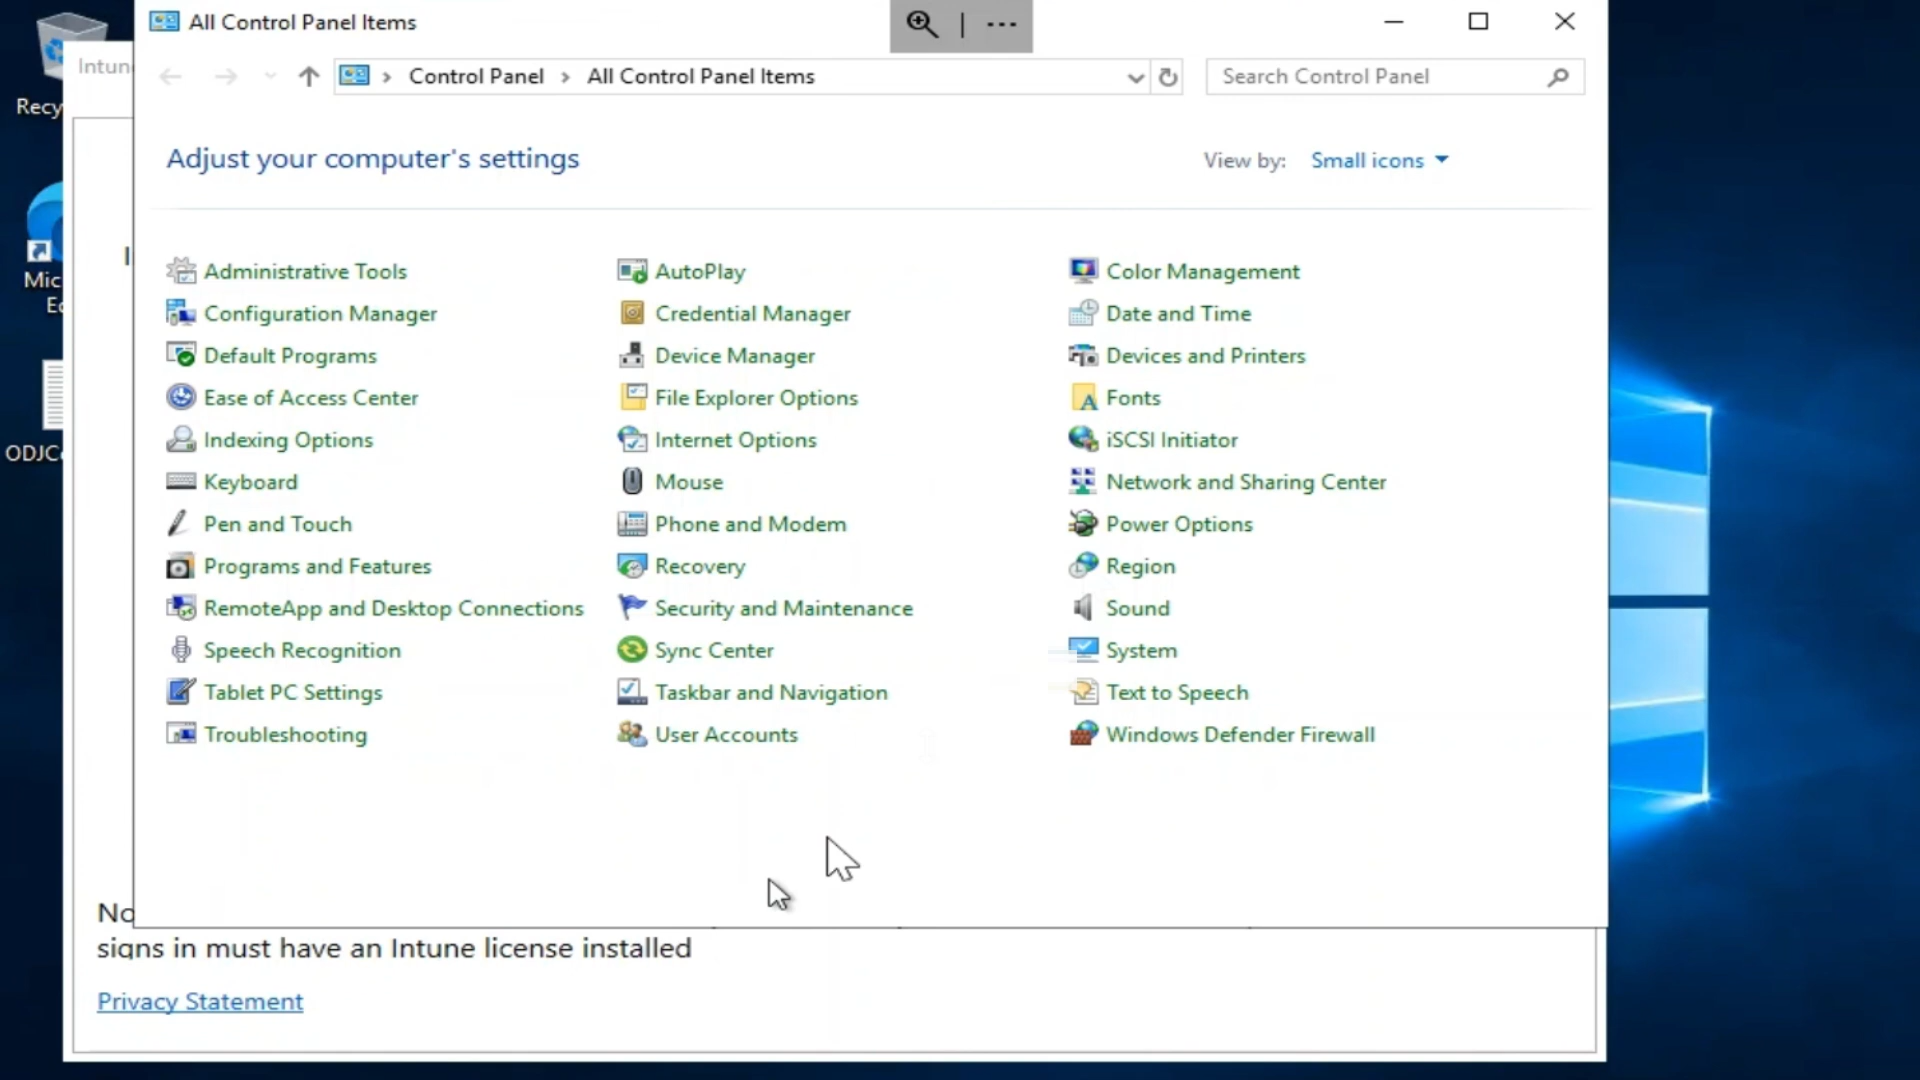 All Control Panel Items
Control Panel > All Control Panel Items
Search Control Panel
Intun
Recy
Adjust your computer's settings
View by: Small icons
Administrative Tools
AutoPlay
Color Management
Configuration Manager
Credential Manager
Date and Time
Default Programs
Device Manager
Devices and Printers
Ease of Access Center
File Explorer Options
Fonts
Indexing Options
Internet Options
iSCSI Initiator
Keyboard
Mouse
Network and Sharing Center
Pen and Touch
Phone and Modem
Power Options
Programs and Features
Recovery
Region
RemoteApp and Desktop Connections
Security and Maintenance
Sound
Speech Recognition
Sync Center
System
Tablet PC Settings
Taskbar and Navigation
Text to Speech
Troubleshooting
User Accounts
Windows Defender Firewall
Mic
Ed
ODJC
No
signs in must have an Intune license installed
Privacy Statement